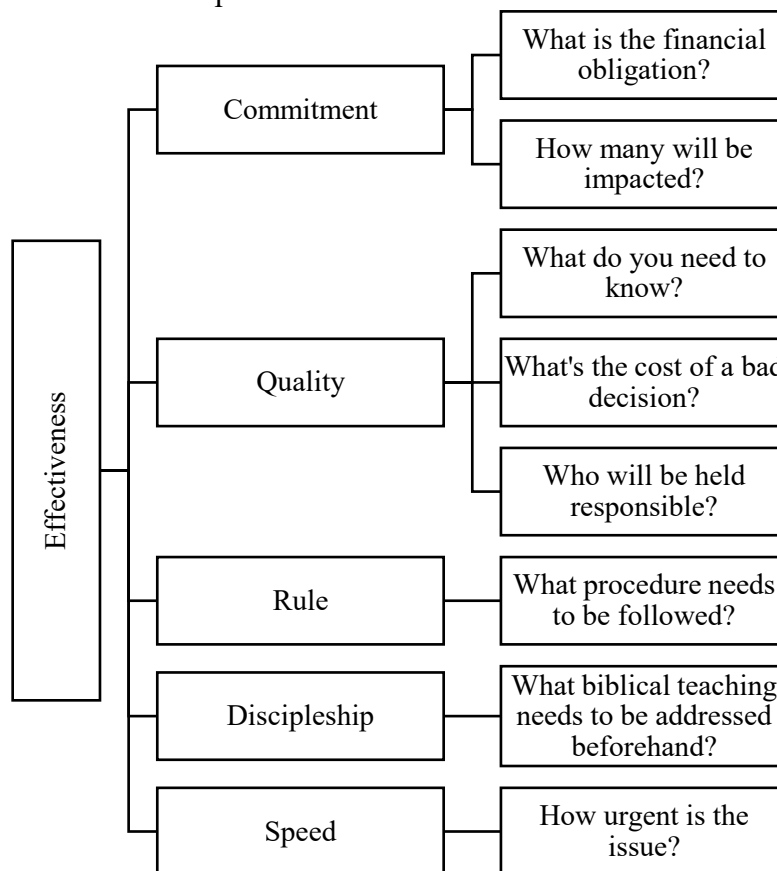 What is the financial
obligation?
Commitment
How many will be
impacted?
What do you need to
know?
Quality
What's the cost of a bad
decision?
Who will be held
responsible?
Effectiveness
Rule
What procedure needs
to be followed?
Discipleship
What biblical teaching
needs to be addressed
beforehand?
Speed
How urgent is the
issue?